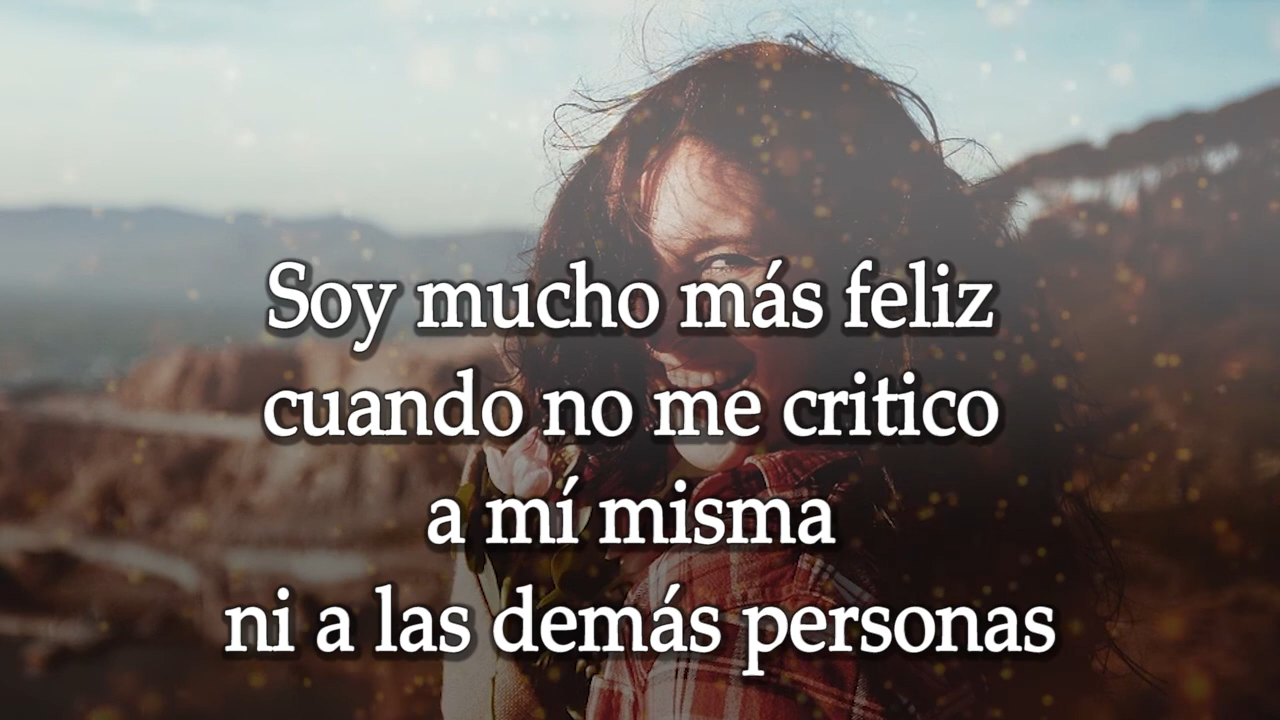 Soy mucho más feliz
cuando no me critico
a mí misma
ni a las demás personas